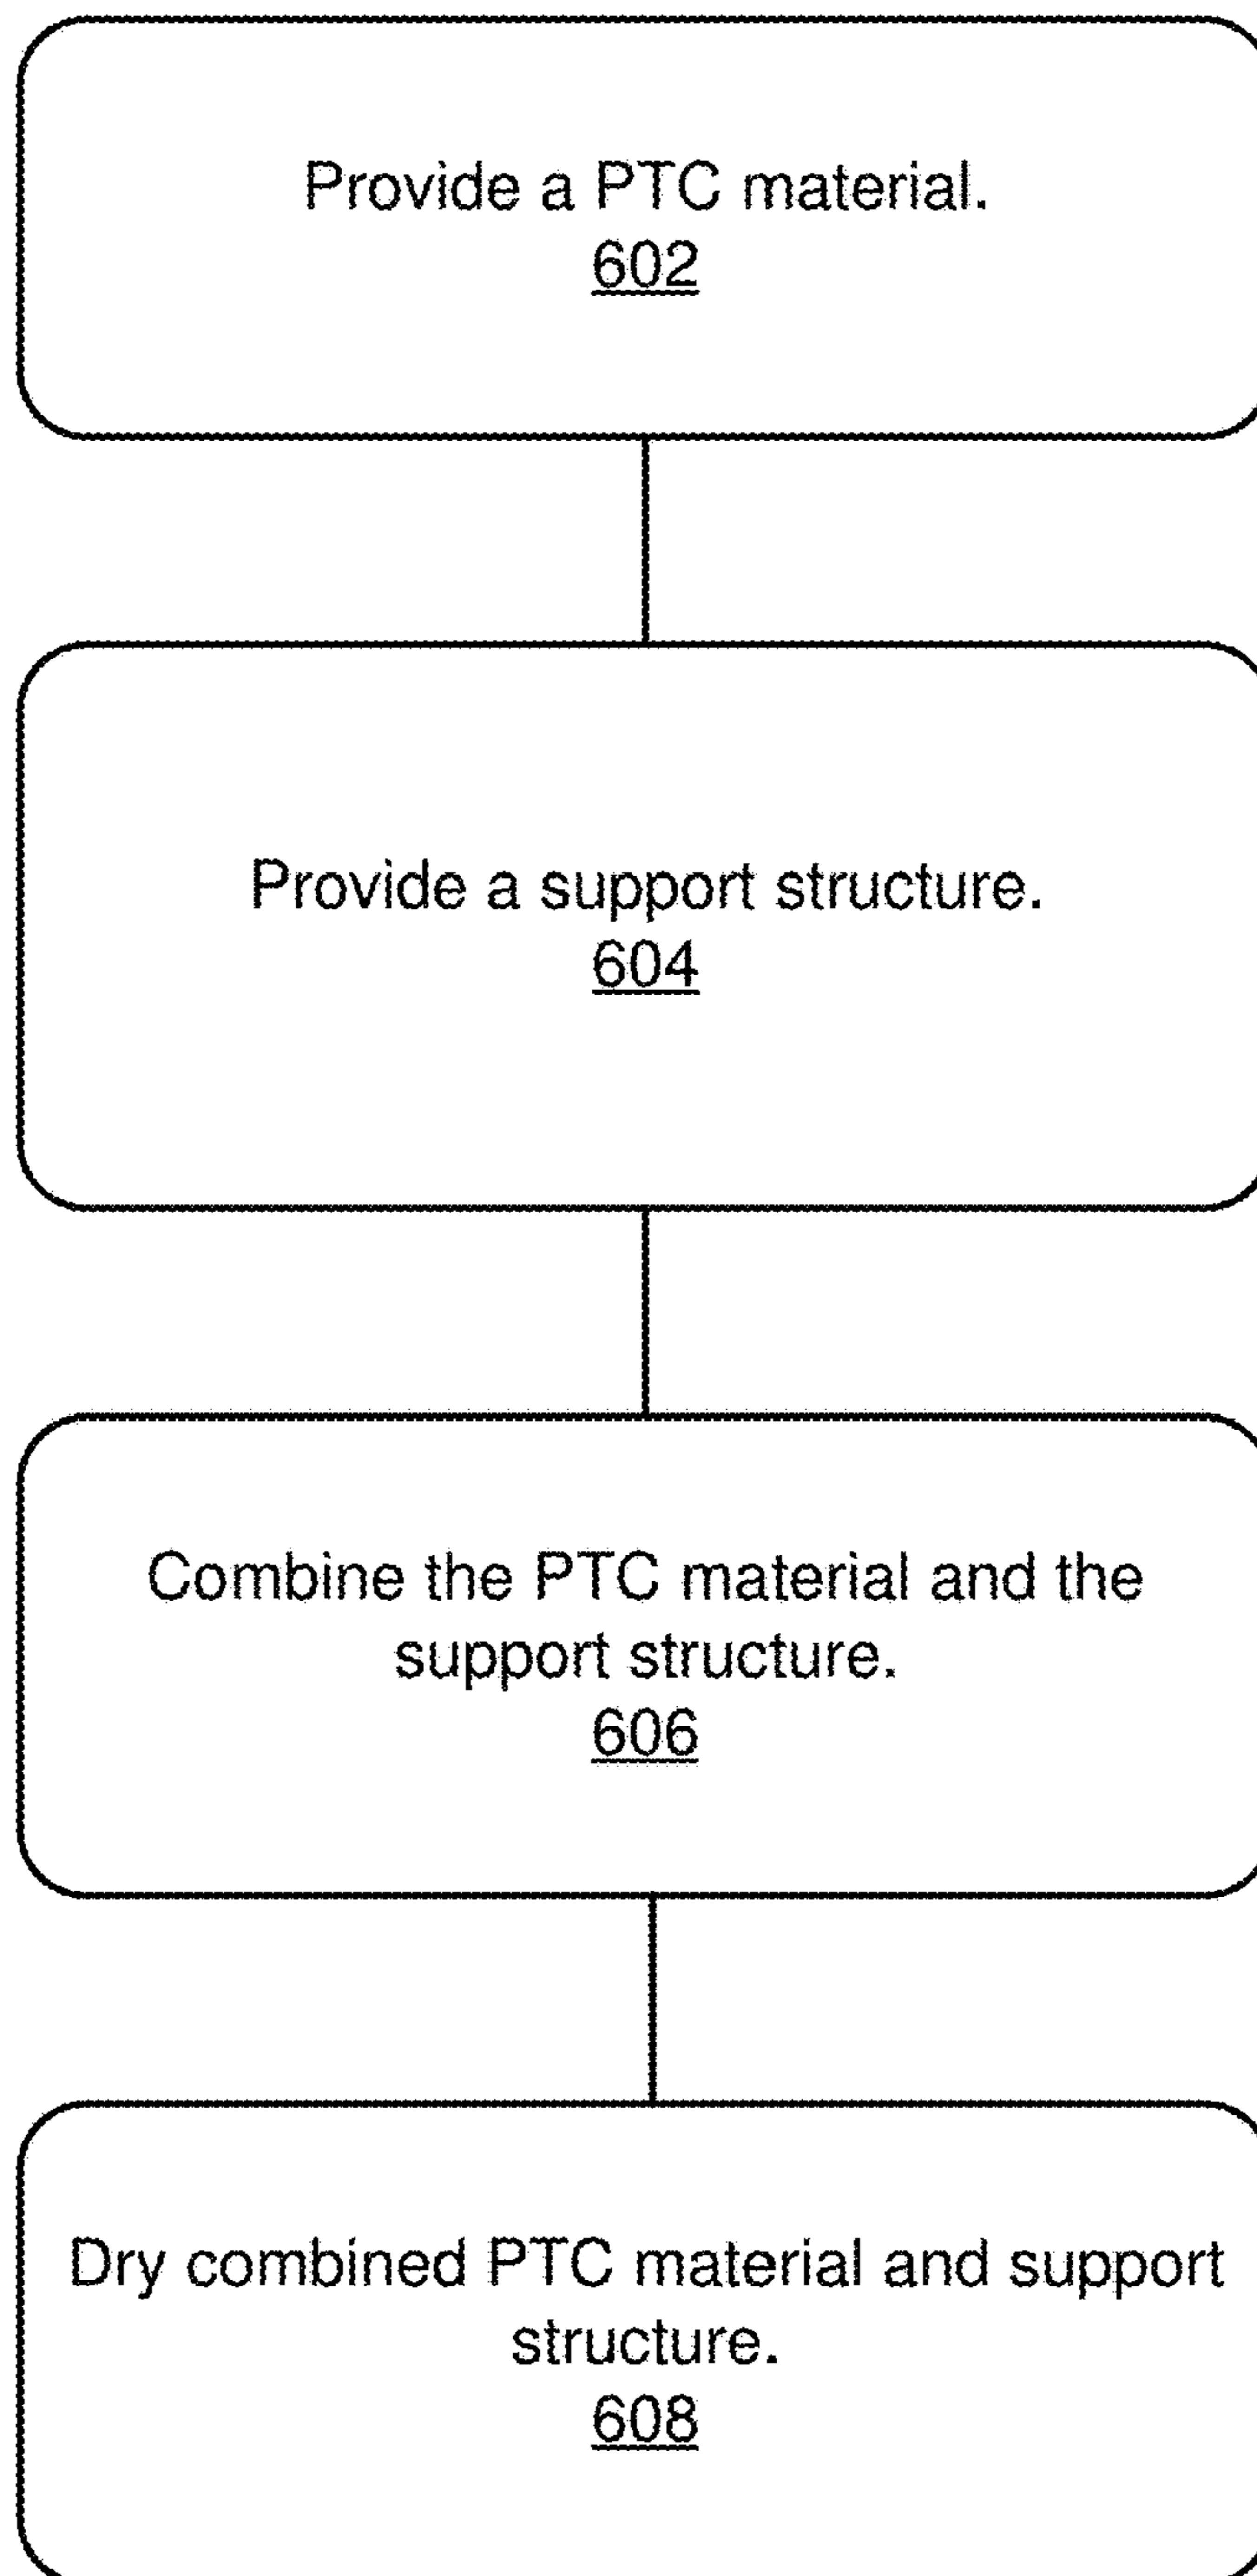 Provide a PTC material.
602
Provide a support structure.
604
Combine the PTC material and the
support structure.
606
Dry combined PTC material and support
structure.
608